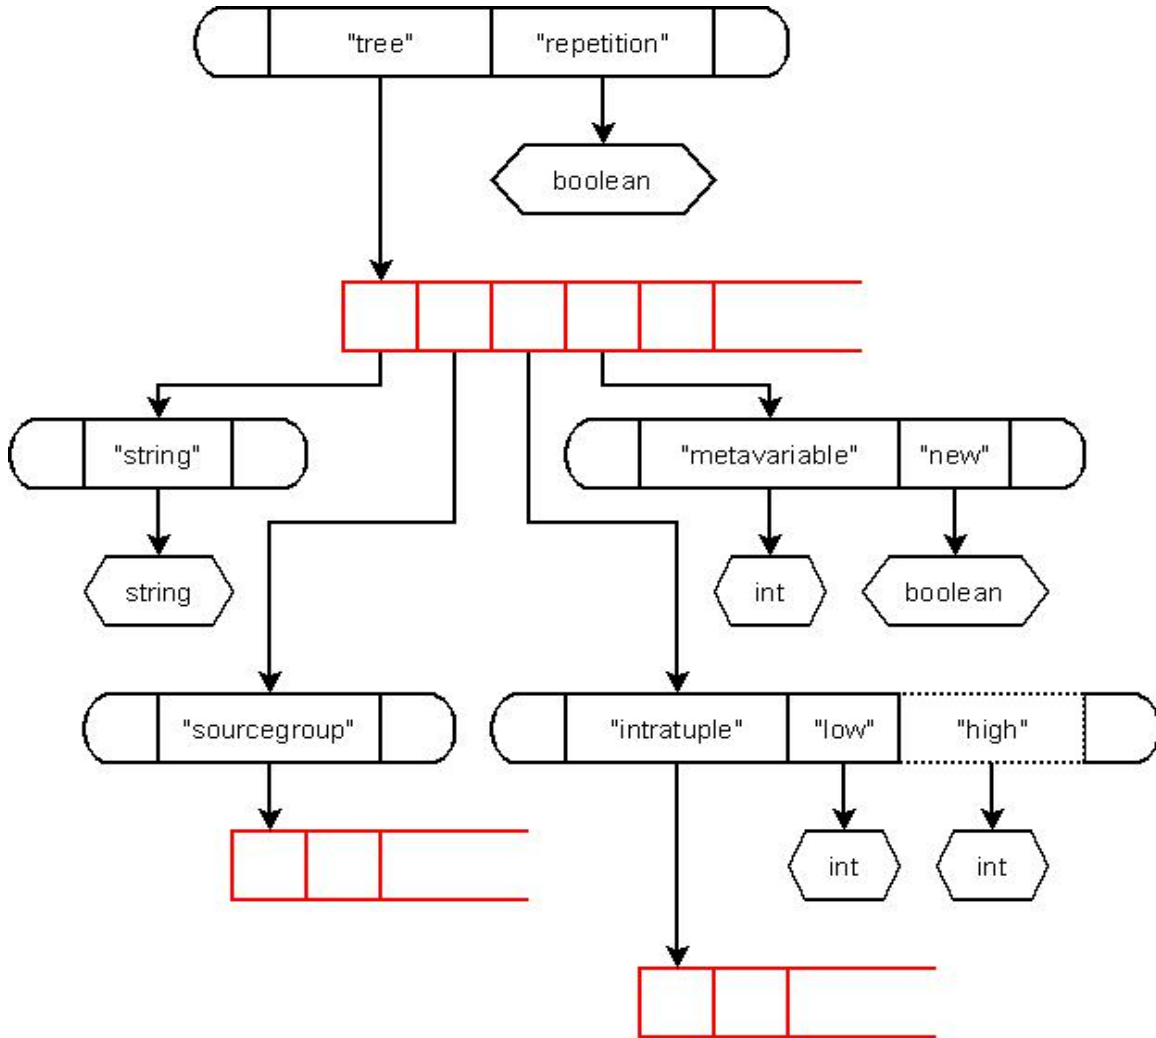 "tree" "repetition"
boolean
"string" "metavariable" "new"
string int boolean
"sourcegroup" "intratuple" "low" "high"
int int